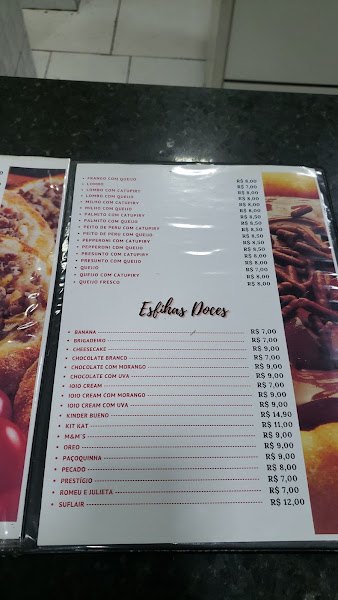 • FRANGO COM QUEIJO R$ 8,00
• LOMBO R$ 7,00
• LOMBO COM CATUPIRY R$ 8,00
• LOMBO COM QUEIJO R$ 8,00
• MILHO COM CATUPIRY R$ 8,00
• MILHO COM QUEIJO R$ 8,00
• PALMITO COM CATUPIRY R$ 8,50
• PALMITO COM QUEIJO R$ 8,50
• PEITO DE PERU COM CATUPIRY R$ 8,50
• PEITO DE PERU COM QUEIJO R$ 8,50
• PEPPERONI COM CATUPIRY R$ 9,50
• PEPPERONI COM QUEIJO R$ 9,50
• PRESUNTO COM CATUPIRY R$ 8,00
• PRESUNTO COM QUEIJO R$ 8,00
• QUEIJO R$ 7,00
• QUEIJO COM CATUPIRY R$ 8,00
• QUEIJO FRESCO R$ 8,00
Esfihas Doces
• BANANA R$ 7,00
• BRIGADEIRO R$ 7,00
• CHEESECAKE R$ 9,00
• CHOCOLATE BRANCO R$ 7,00
• CHOCOLATE COM MORANGO R$ 9,00
• CHOCOLATE COM UVA R$ 9,00
• IOIO CREAM R$ 7,00
• IOIO CREAM COM MORANGO R$ 9,00
• IOIO CREAM COM UVA R$ 9,00
• KINDER BUENO R$ 14,90
• KIT KAT R$ 11,00
• M&M´S R$ 9,00
• OREO R$ 9,00
• PAÇOQUINHA R$ 9,00
• PECADO R$ 8,00
• PRESTÍGIO R$ 7,00
• ROMEU E JULIETA R$ 7,00
• SUFLAIR R$ 12,00